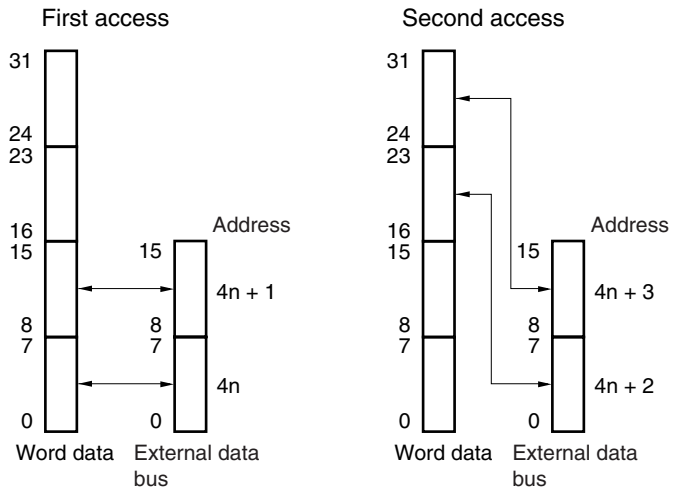 First access
31
24
23
16
15
8
7
0
Address
15
4n + 1
8
7
4n
0
Word data
External data
bus
Second access
31
24
23
16
15
8
7
0
Address
15
4n + 3
8
7
4n + 2
0
Word data
External data
bus